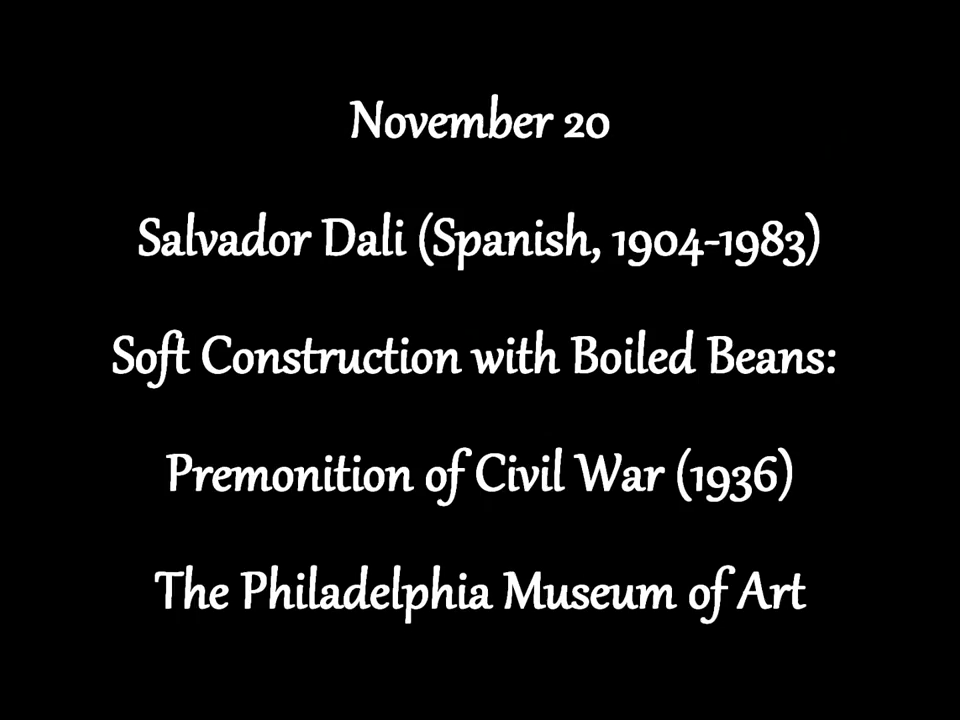 November 20
Salvador Dali (Spanish, 1904-1983)
Soft Construction with Boiled Beans:
Premonition of Civil War (1936)
The Philadelphia Museum of Art